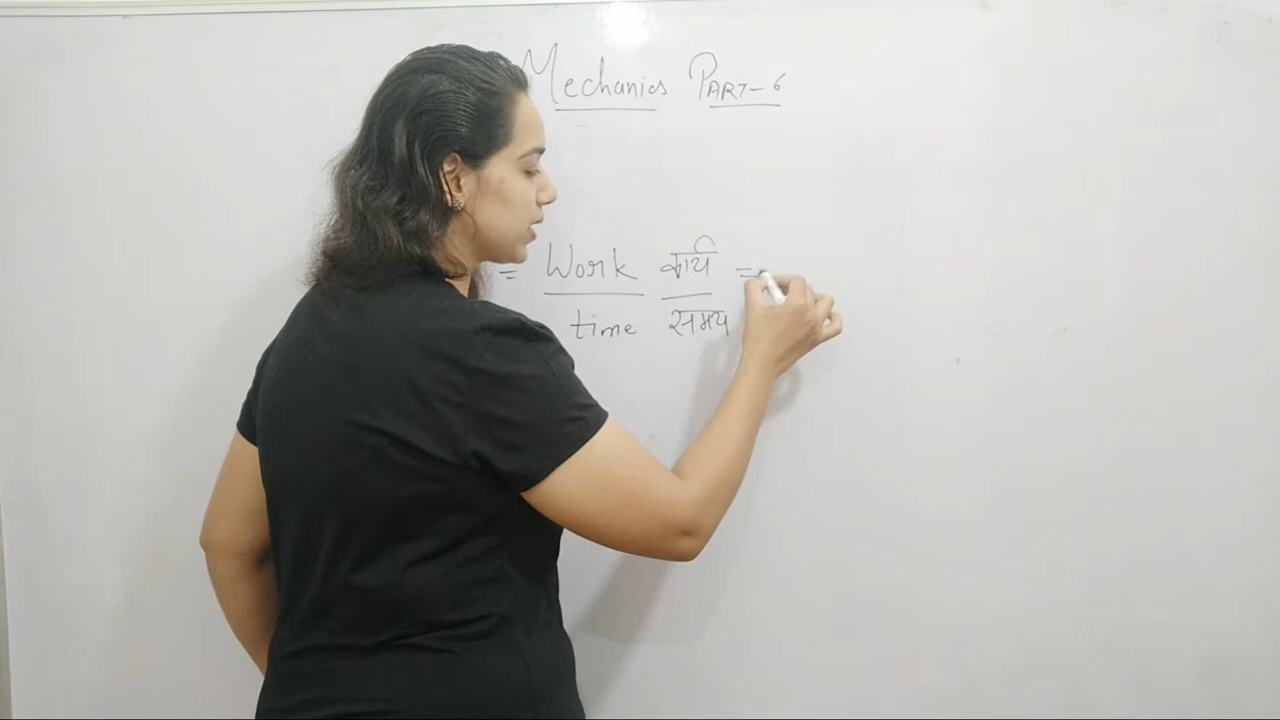 Mechanics PART-6
= Work कार्य =
time समय